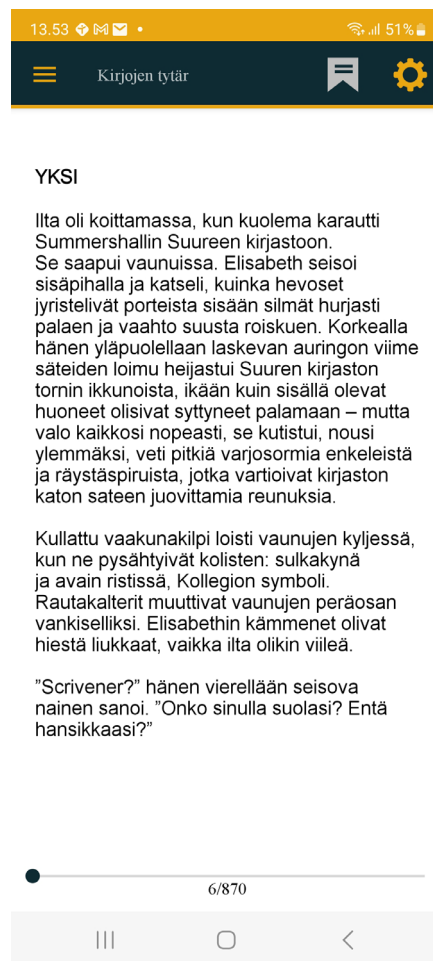 13.53
51%
Kirjojen tytär
YKSI
Ilta oli koittamassa, kun kuolema karautti
Summershallin Suureen kirjastoon.
Se saapui vaunuissa. Elisabeth seisoi
sisäpihalla ja katseli, kuinka hevoset
jyristelivät porteista sisään silmät hurjasti
palaen ja vaahto suusta roiskuen. Korkealla
hänen yläpuolellaan laskevan auringon viime
säteiden loimu heijastui Suuren kirjaston
tornin ikkunoista, ikään kuin sisällä olevat
huoneet olisivat syttyneet palamaan – mutta
valo kaikkosi nopeasti, se kutistui, nousi
ylemmäksi, veti pitkiä varjosormia enkeleistä
ja räystäspiruista, jotka vartioivat kirjaston
katon sateen juovittamia reunuksia.
Kullattu vaakunakilpi loisti vaunujen kyljessä,
kun ne pysähtyivät kolisten: sulkakynä
ja avain ristissä, Kollegion symboli.
Rautakalterit muuttivat vaunujen peräosan
vankiselliksi. Elisabethin kämmenet olivat
hiestä liukkaat, vaikka ilta olikin viileä.
”Scrivener?” hänen vierellään seisova
nainen sanoi. ”Onko sinulla suolasi? Entä
hansikkaasi?”
6/870